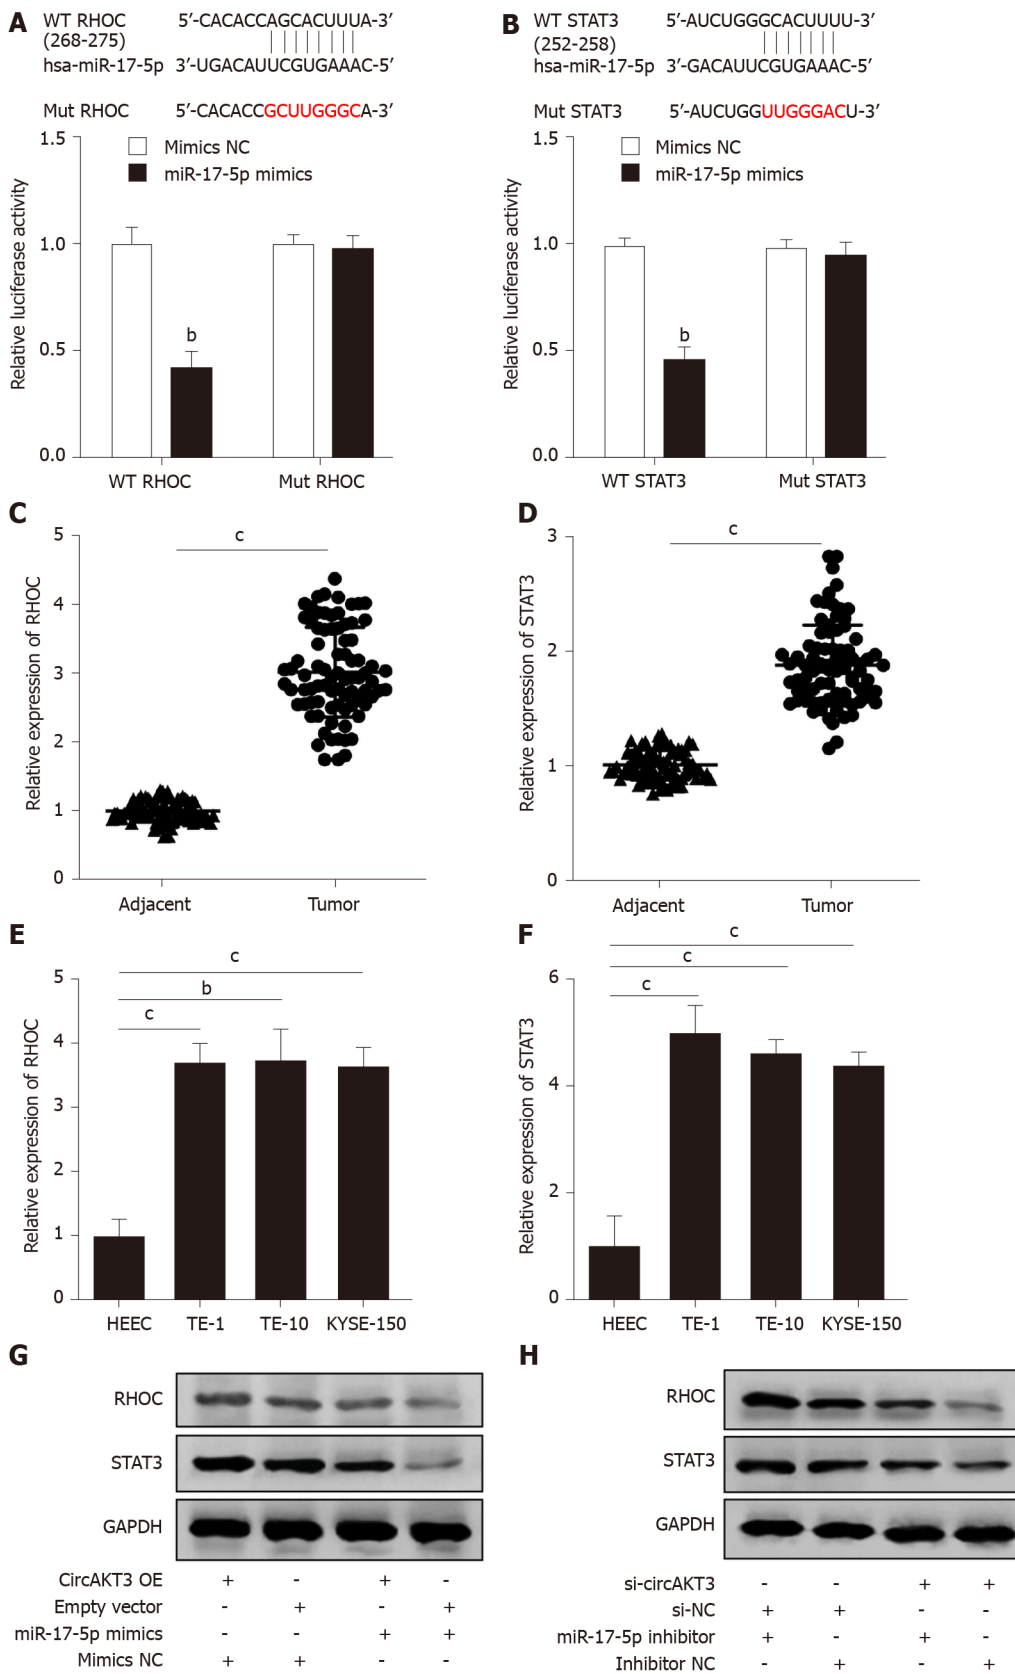 A
WT RHOC 5′-CACACCAGCACUUUA-3′
(268-275)
hsa-miR-17-5p 3′-UGACAUUCGUGAAAC-5′
Mut RHOC 5′-CACACCGCUUGGGCA-3′
Mimics NC
miR-17-5p mimics
Relative luciferase activity
1.5
1.0
0.5
0.0
b
WT RHOC Mut RHOC
B
WT STAT3 5′-AUCUGGGCACUUUU-3′
(252-258)
hsa-miR-17-5p 3′-GACAUUCGUGAAAC-5′
Mut STAT3 5′-AUCUGGUUGGGACU-3′
Mimics NC
miR-17-5p mimics
Relative luciferase activity
1.5
1.0
0.5
0.0
b
WT STAT3 Mut STAT3
C
Relative expression of RHOC
5
4
3
2
1
0
c
Adjacent Tumor
D
Relative expression of STAT3
3
2
1
0
c
Adjacent Tumor
E
Relative expression of RHOC
5
4
3
2
1
0
c
b
c
HEEC TE-1 TE-10 KYSE-150
F
Relative expression of STAT3
6
4
2
0
c
c
c
HEEC TE-1 TE-10 KYSE-150
G
RHOC
STAT3
GAPDH
CircAKT3 OE + - + -
Empty vector - + - +
miR-17-5p mimics - - + +
Mimics NC + + - -
H
RHOC
STAT3
GAPDH
si-circAKT3 - - + +
si-NC + + - -
miR-17-5p inhibitor + - + -
Inhibitor NC - + - +